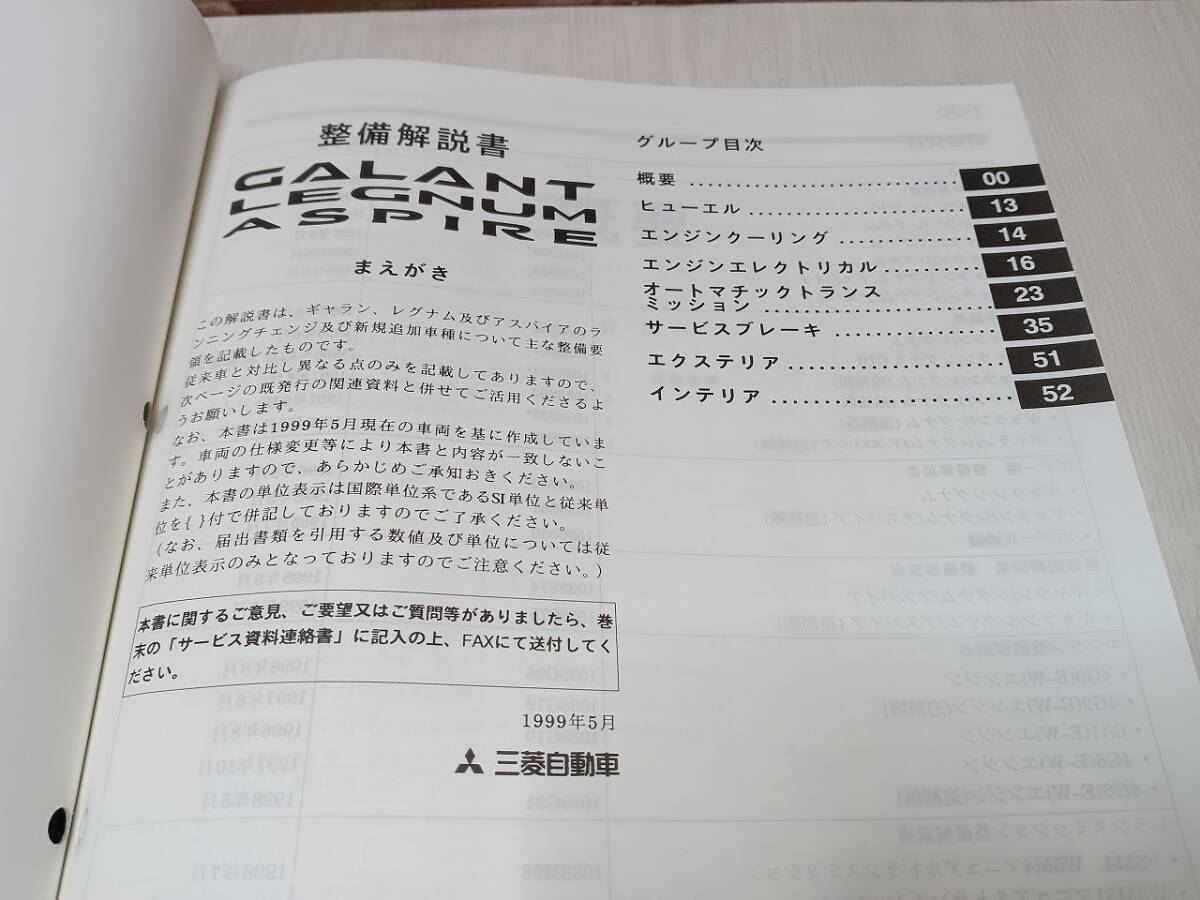 整備解説書
GALANT
LEGNUM
ASPIRE
まえがき
この解説書は、ギャラン、レグナム及びアスパイアのラ
ンニングチェンジ及び新規追加車種について主な整備要
領を記載したものです。
従来車と対比し異なる点のみを記載してありますので、
次ページの既発行の関連資料と併せてご活用くださるよ
うお願いします。
なお、本書は1999年5月現在の車両を基に作成していま
す。車両の仕様変更等により本書と内容が一致しないこ
とがありますので、あらかじめご承知おきください。
また、本書の単位表示は国際単位系であるSI単位と従来単
位を{ }付で併記しておりますのでご了承ください。
(なお、届出書類を引用する数値及び単位については従
来単位表示のみとなっておりますのでご注意ください。)
本書に関するご意見、ご要望又はご質問等がありましたら、巻
末の「サービス資料連絡書」に記入の上、FAXにて送付してく
ださい。
1999年5月
三菱自動車
グループ目次
概要 ........................... 00
ヒューエル ........................... 13
エンジンクーリング ............... 14
エンジンエレクトリカル ........... 16
オートマチックトランス
ミッション ........................ 23
サービスブレーキ .................. 35
エクステリア ........................ 51
インテリア ........................... 52